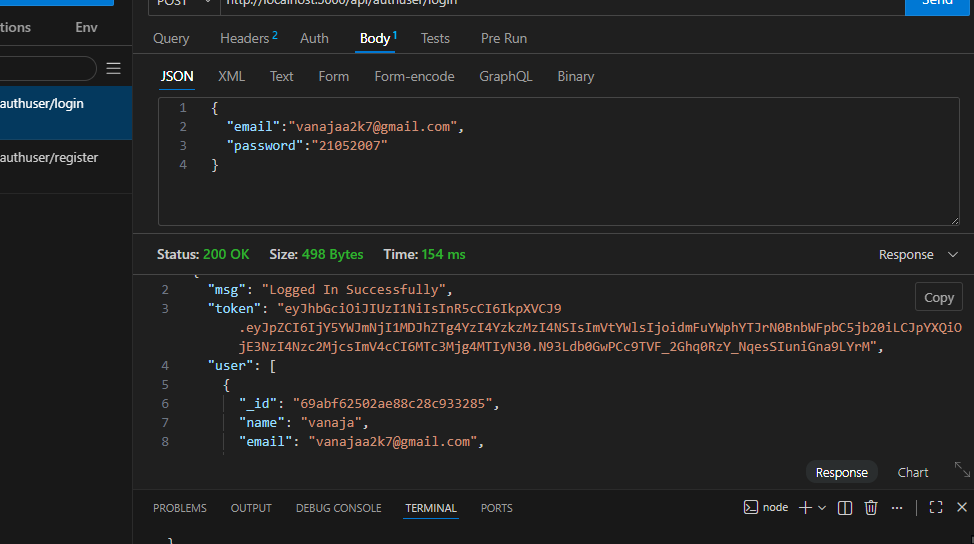 POST http://localhost:5000/api/authuser/login Send
tions Env
Query Headers 2 Auth Body 1 Tests Pre Run
JSON XML Text Form Form-encode GraphQL Binary
authuser/login
authuser/register
1 {
2 "email":"vanajaa2k7@gmail.com",
3 "password":"21052007"
4 }
Status: 200 OK Size: 498 Bytes Time: 154 ms Response
{
2 "msg": "Logged In Successfully",
Copy
3 "token": "eyJhbGciOiJIUzI1NiIsInR5cCI6IkpXVCJ9
.eyJpZCI6IjY5YWJmNjI1MDJhZTg4YzI4YzkzMzI4NSIsImVtYWlsIjoidmFuYWphYTJrN0BnbWFpbC5jb20iLCJpYXQiO
jE3NzI4Nzc2MjcsImV4cCI6MTc3Mjg4MTIyN30.N93Ldb0GwPCc9TVF_2Ghq0RzY_NqesSIuniGna9LYrM",
4 "user": [
5 {
6 "_id": "69abf62502ae88c28c933285",
7 "name": "vanaja",
8 "email": "vanajaa2k7@gmail.com",
Response Chart
PROBLEMS OUTPUT DEBUG CONSOLE TERMINAL PORTS node
}